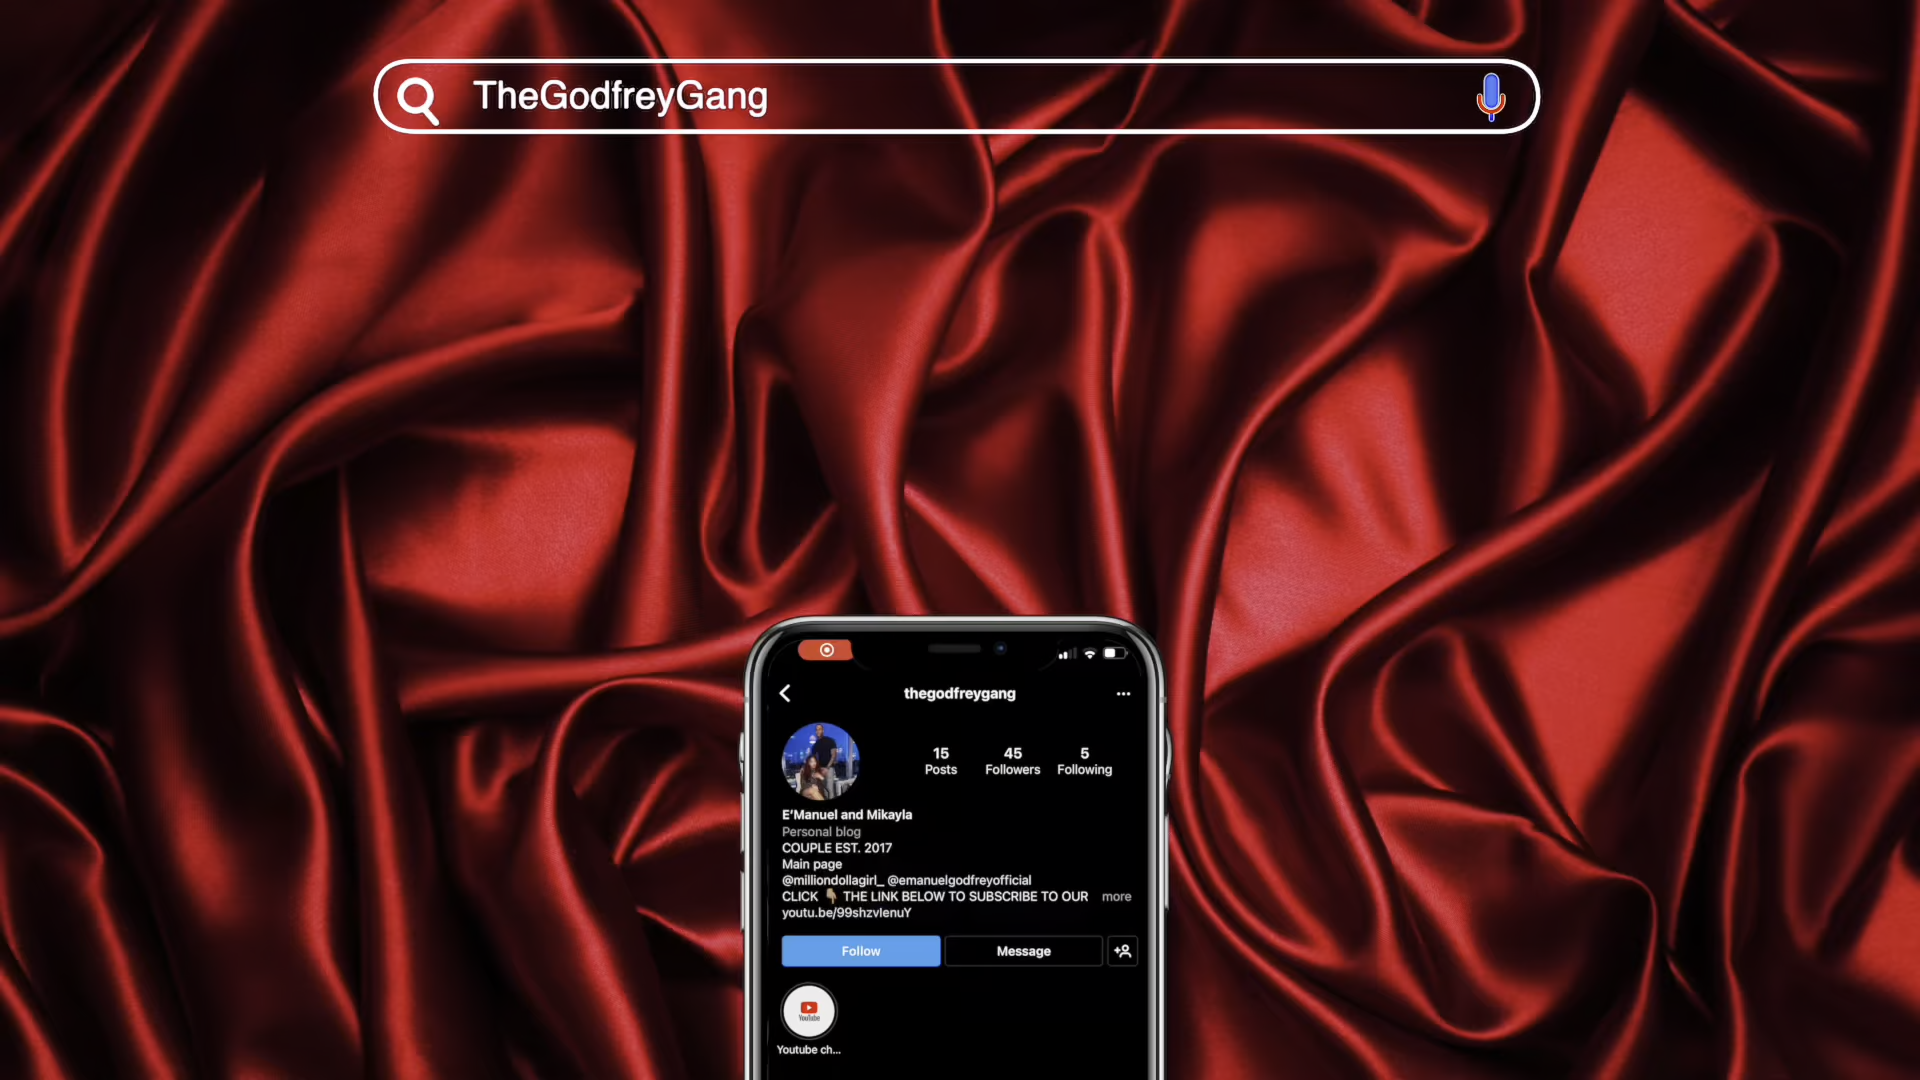 TheGodfreyGang
thegodfreygang
15 45 5
Posts Followers Following
E’Manuel and Mikayla
Personal blog
COUPLE EST. 2017
Main page
@milliondollagirl_ @emanuelgodfreyofficial
CLICK 👇🏽 THE LINK BELOW TO SUBSCRIBE TO OUR more
youtu.be/99shzvlenuY
Follow Message
YouTube
Youtube ch...